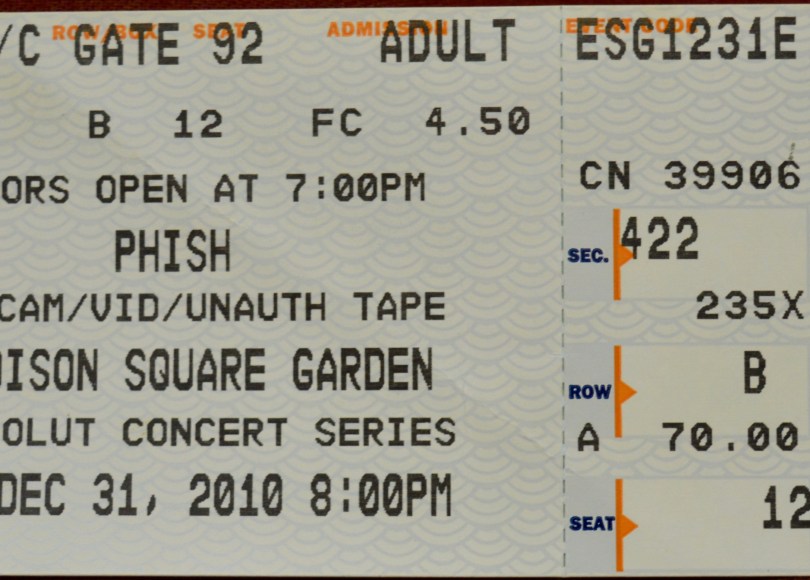 ROW/BOX SEAT ADMISSION EVENT CODE
/C GATE 92 ADULT ESG1231E
B 12 FC 4.50
CN 39906
ORS OPEN AT 7:00PM
PHISH
SEC. 422
CAM/VID/UNAUTH TAPE
235X
DISON SQUARE GARDEN
ROW B
OLUT CONCERT SERIES
A 70.00
DEC 31, 2010 8:00PM
SEAT 12